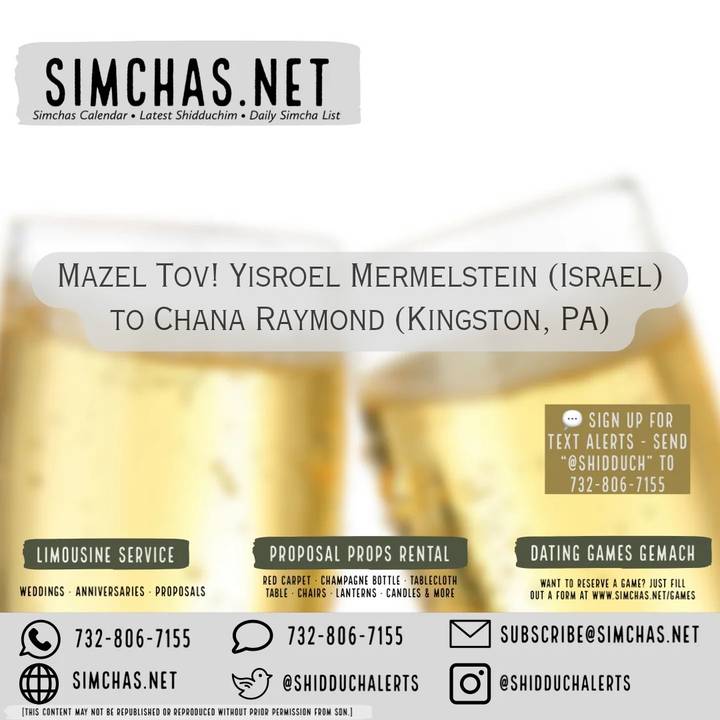 SIMCHAS.NET
Simchas Calendar • Latest Shidduchim • Daily Simcha List
MAZEL TOV! YISROEL MERMELSTEIN (ISRAEL)
TO CHANA RAYMOND (KINGSTON, PA)
💬 SIGN UP FOR
TEXT ALERTS - SEND
"@SHIDDUCH" TO
732-806-7155
LIMOUSINE SERVICE
WEDDINGS · ANNIVERSARIES · PROPOSALS
PROPOSAL PROPS RENTAL
RED CARPET · CHAMPAGNE BOTTLE · TABLECLOTH
TABLE · CHAIRS · LANTERNS · CANDLES & MORE
DATING GAMES GEMACH
WANT TO RESERVE A GAME? JUST FILL
OUT A FORM AT WWW.SIMCHAS.NET/GAMES
732-806-7155
732-806-7155
SUBSCRIBE@SIMCHAS.NET
SIMCHAS.NET
@SHIDDUCHALERTS
@SHIDDUCHALERTS
[THIS CONTENT MAY NOT BE REPUBLISHED OR REPRODUCED WITHOUT PRIOR PERMISSION FROM SDN.]